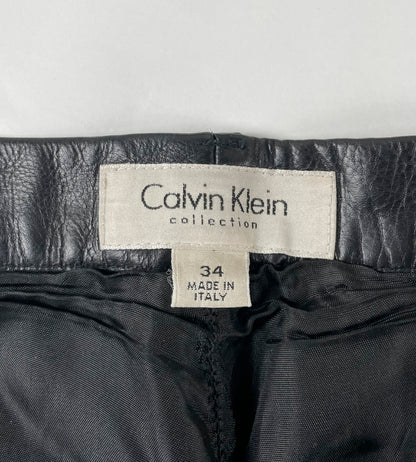 Calvin Klein
collection
34
MADE IN
ITALY